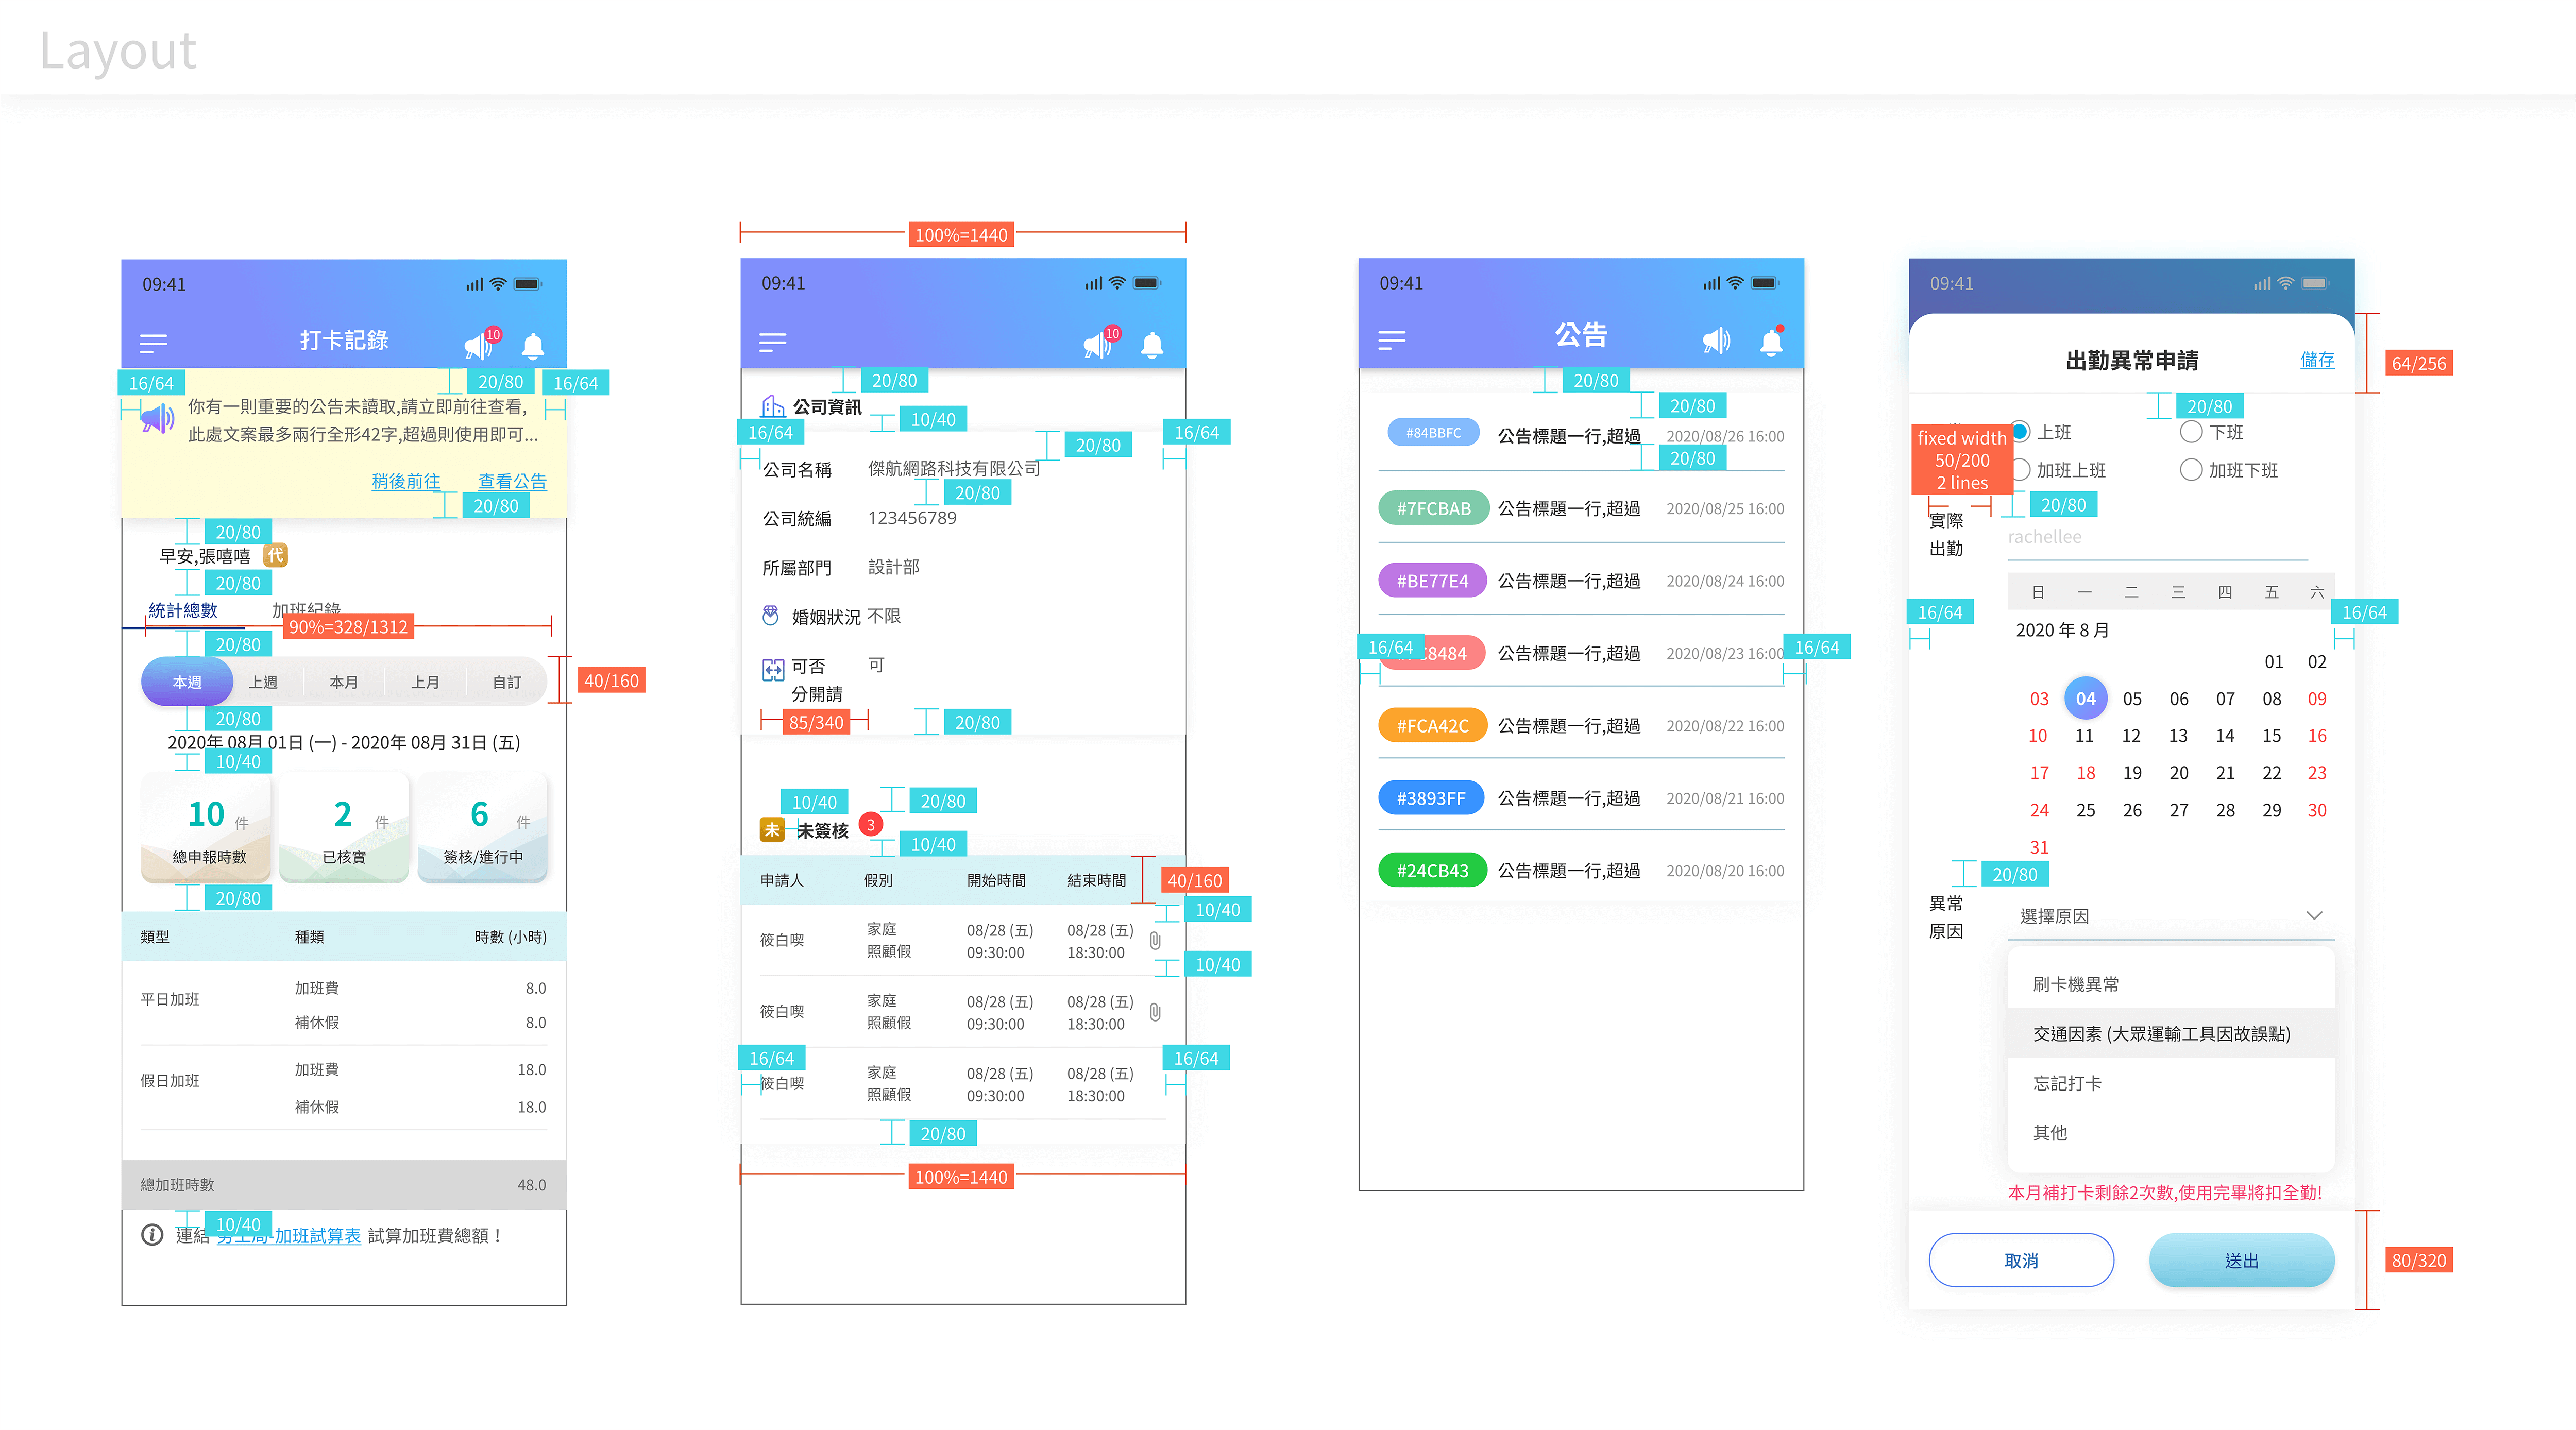 Layout
09:41
打卡記錄
10
16/64
20/80
16/64
你有一則重要的公告未讀取,請立即前往查看,
此處文案最多兩行全形42字,超過則使用即可...
稍後前往 查看公告
20/80
20/80
早安,張嘻嘻 代
20/80
統計總數 加班紀錄
90%=328/1312
20/80
本週 上週 本月 上月 自訂
40/160
20/80
2020年 08月 01日 (一) - 2020年 08月 31日 (五)
10/40
10 件 2 件 6 件
總申報時數 已核實 簽核/進行中
20/80
類型 種類 時數 (小時)
平日加班 加班費 8.0
補休假 8.0
假日加班 加班費 18.0
補休假 18.0
總加班時數 48.0
10/40
連結 勞工局-加班試算表 試算加班費總額！
100%=1440
09:41
10
20/80
公司資訊
10/40
16/64
20/80
16/64
公司名稱 傑航網路科技有限公司
20/80
公司統編 123456789
所屬部門 設計部
婚姻狀況 不限
可否 可
分開請
85/340
20/80
10/40
20/80
未 未簽核 3
10/40
申請人 假別 開始時間 結束時間
40/160
10/40
筱白喫 家庭 照顧假 08/28 (五) 09:30:00 08/28 (五) 18:30:00
10/40
筱白喫 家庭 照顧假 08/28 (五) 09:30:00 08/28 (五) 18:30:00
16/64
16/64
筱白喫 家庭 照顧假 08/28 (五) 09:30:00 08/28 (五) 18:30:00
20/80
100%=1440
09:41
公告
20/80
20/80
#84BBFC 公告標題一行,超過 2020/08/26 16:00
20/80
#7FCBAB 公告標題一行,超過 2020/08/25 16:00
#BE77E4 公告標題一行,超過 2020/08/24 16:00
16/64
16/64
8484 公告標題一行,超過 2020/08/23 16:00
#FCA42C 公告標題一行,超過 2020/08/22 16:00
#3893FF 公告標題一行,超過 2020/08/21 16:00
#24CB43 公告標題一行,超過 2020/08/20 16:00
09:41
出勤異常申請 儲存
64/256
20/80
fixed width
50/200
2 lines
上班 下班
加班上班 加班下班
20/80
實際
出勤
rachellee
日 一 二 三 四 五 六
16/64
16/64
2020 年 8 月
01 02
03 04 05 06 07 08 09
10 11 12 13 14 15 16
17 18 19 20 21 22 23
24 25 26 27 28 29 30
31
20/80
異常
原因
選擇原因
刷卡機異常
交通因素 (大眾運輸工具因故誤點)
忘記打卡
其他
本月補打卡剩餘2次數,使用完畢將扣全勤!
取消 送出
80/320